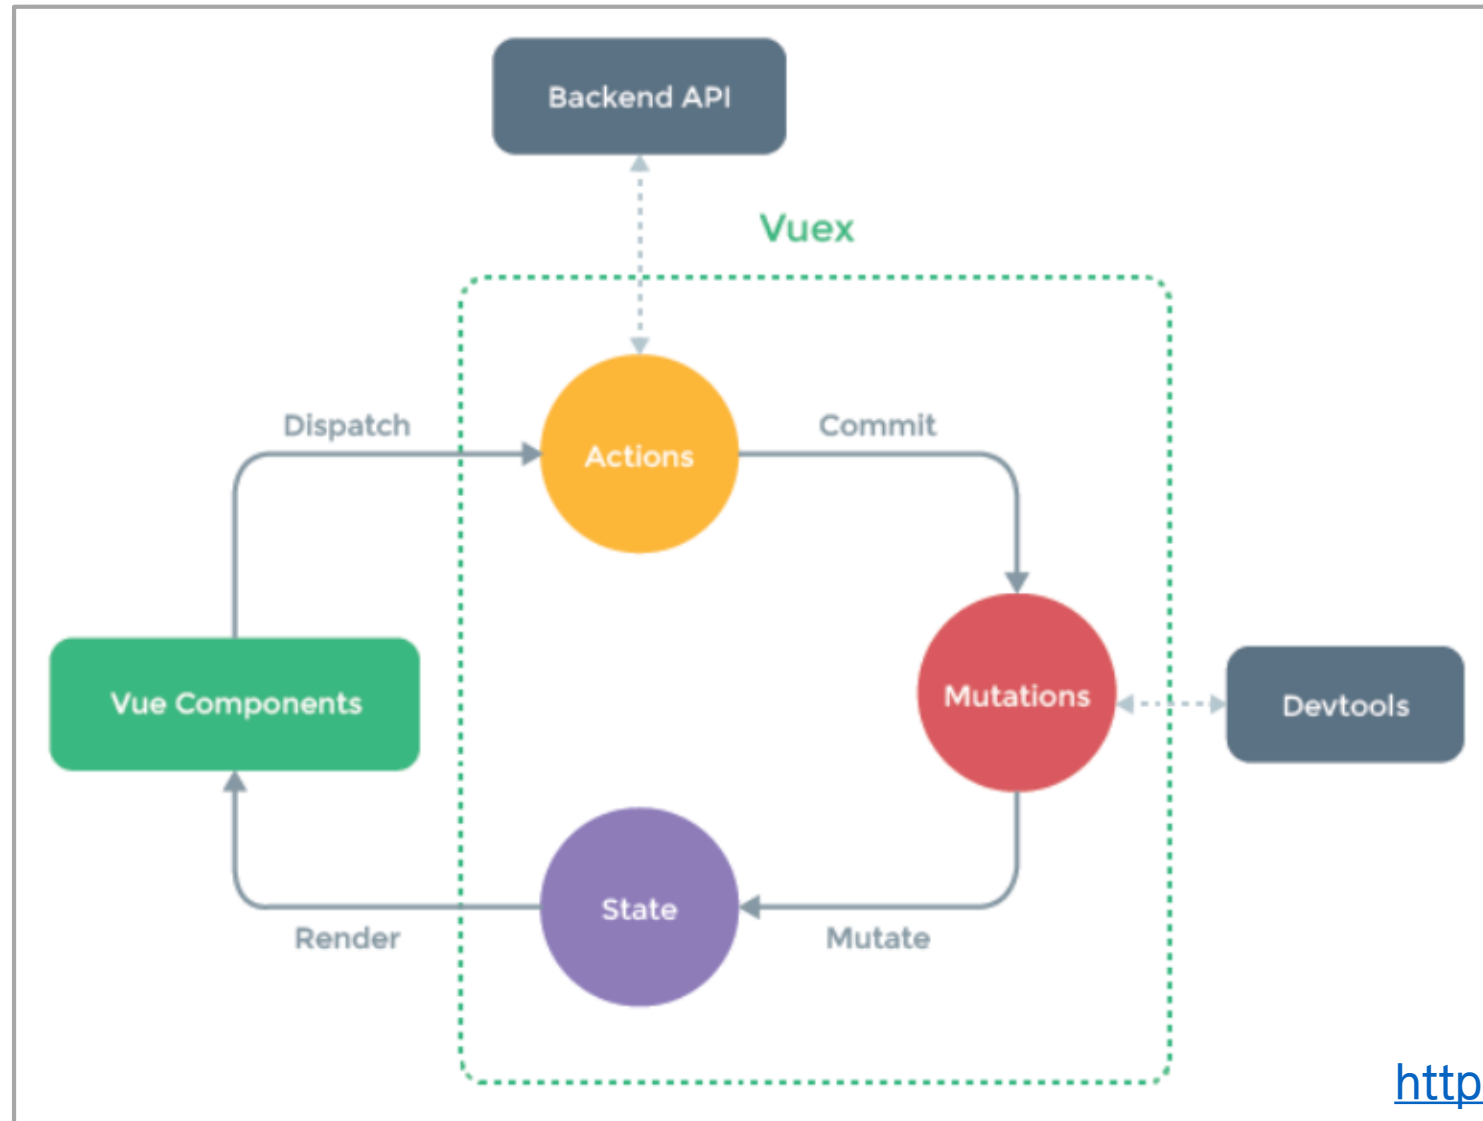 Backend API
Vuex
Dispatch
Commit
Actions
Vue Components
Mutations
Devtools
State
Render
Mutate
http